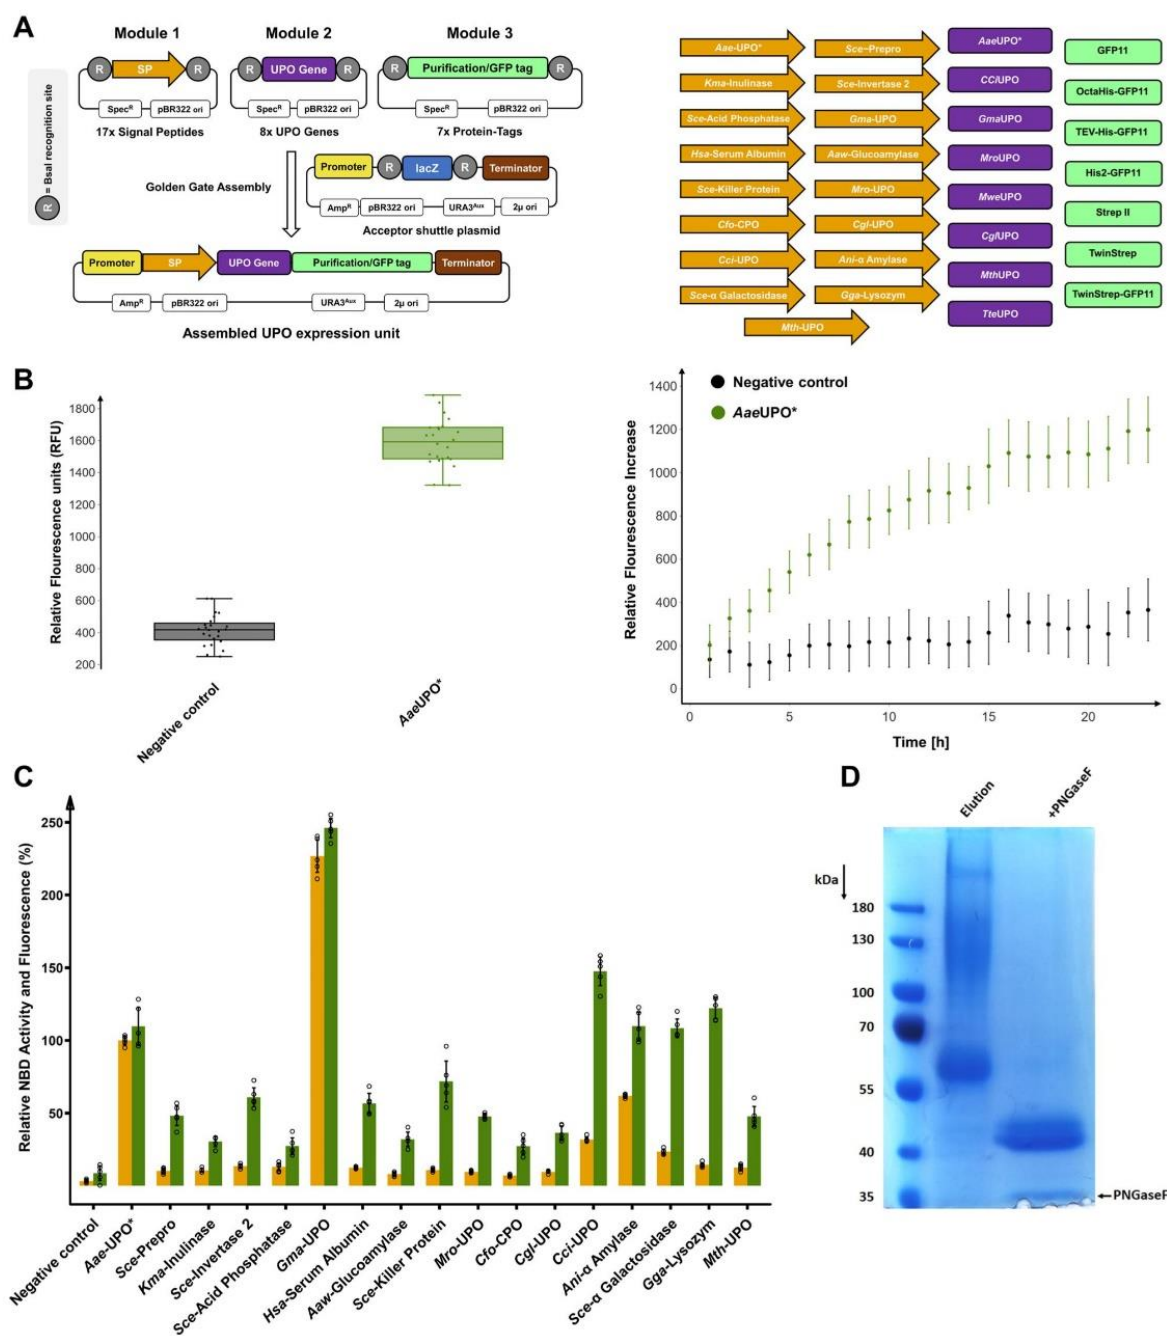 A
Module 1
Module 2
Module 3
R SP R
R UPO Gene R
R Purification/GFP tag R
SpecR pBR322 ori
SpecR pBR322 ori
SpecR pBR322 ori
17x Signal Peptides
8x UPO Genes
7x Protein-Tags
R = BsaI recognition site
Golden Gate Assembly
Promoter R lacZ R Terminator
AmpR pBR322 ori URA3Aux 2µ ori
Acceptor shuttle plasmid
Promoter SP UPO Gene Purification/GFP tag Terminator
AmpR pBR322 ori URA3Aux 2µ ori
Assembled UPO expression unit
Aae-UPO*
Kma-Inulinase
Sce-Acid Phosphatase
Hsa-Serum Albumin
Sce-Killer Protein
Cfo-CPO
Cci-UPO
Sce-α Galactosidase
Mth-UPO
Sce-Prepro
Sce-Invertase 2
Gma-UPO
Aaw-Glucoamylase
Mro-UPO
Cgl-UPO
Ani-α Amylase
Gga-Lysozym
AaeUPO*
CCiUPO
GmaUPO
MroUPO
MweUPO
CglUPO
MthUPO
TteUPO
GFP11
OctaHis-GFP11
TEV-His-GFP11
His2-GFP11
Strep II
TwinStrep
TwinStrep-GFP11
B
Relative Flourescence units (RFU)
1800
1600
1400
1200
1000
800
600
400
200
Negative control
AaeUPO*
Relative Flourescence Increase
1400
1200
1000
800
600
400
200
0
Negative control
AaeUPO*
0 5 10 15 20
Time [h]
C
Relative NBD Activity and Fluorescence (%)
250
200
150
100
50
Negative control
Aae-UPO*
Sce-Prepro
Kma-Inulinase
Sce-Invertase 2
Sce-Acid Phosphatase
Gma-UPO
Hsa-Serum Albumin
Aaw-Glucoamylase
Sce-Killer Protein
Mro-UPO
Cfo-CPO
Cgl-UPO
Cci-UPO
Ani-α Amylase
Sce-α Galactosidase
Gga-Lysozym
Mth-UPO
D
Elution
+PNGaseF
kDa
180
130
100
70
55
40
35
PNGaseF